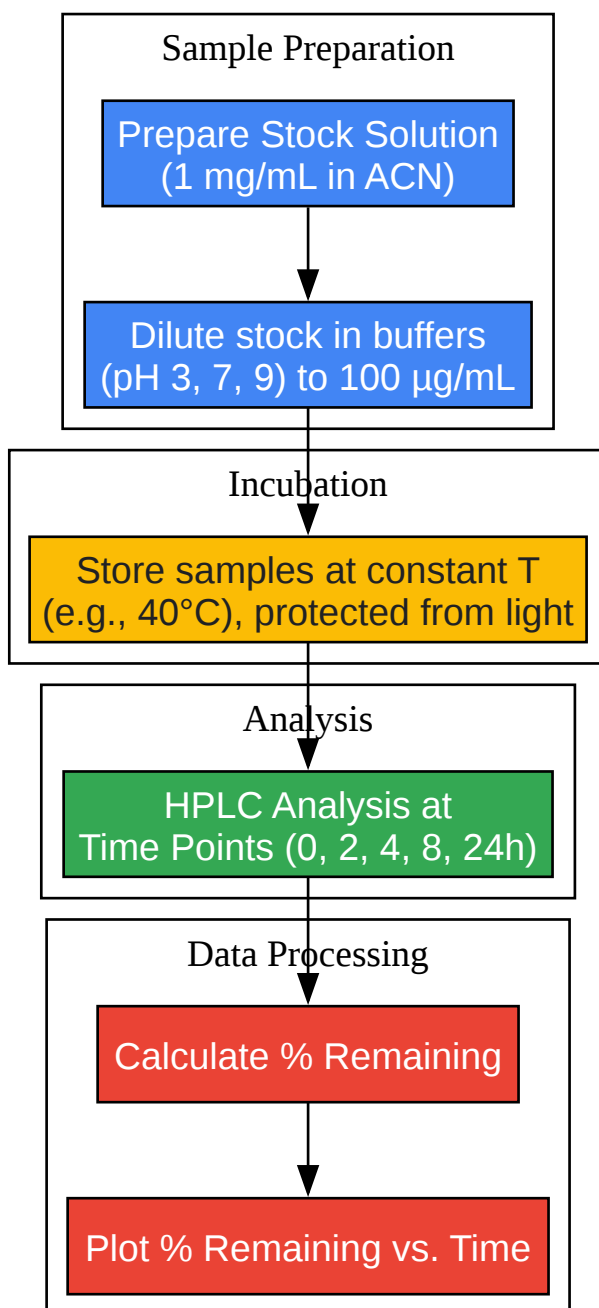 Sample Preparation
Prepare Stock Solution
(1 mg/mL in ACN)
Dilute stock in buffers
(pH 3, 7, 9) to 100 µg/mL
Incubation
Store samples at constant T
(e.g., 40°C), protected from light
Analysis
HPLC Analysis at
Time Points (0, 2, 4, 8, 24h)
Data Processing
Calculate % Remaining
Plot % Remaining vs. Time